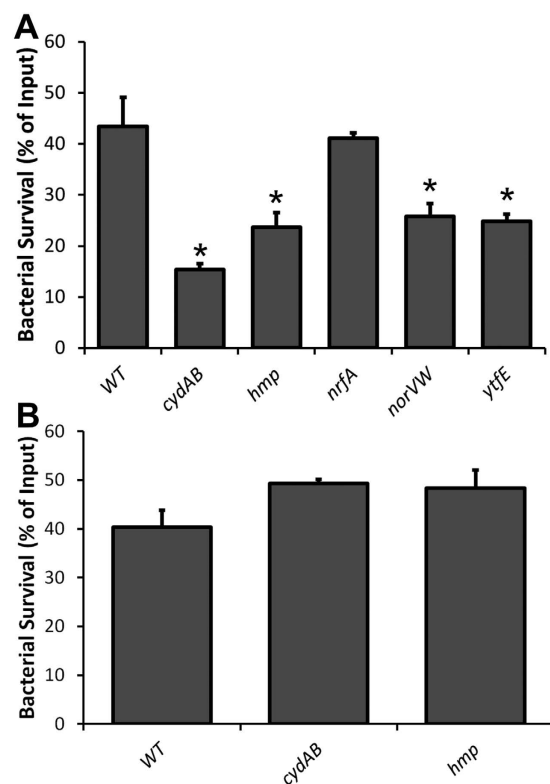 A
Bacterial Survival (% of Input)
60
50
40
30
20
10
0
*
*
*
*
WT
cydAB
hmp
nrfA
norVW
ytfE
B
Bacterial Survival (% of Input)
60
50
40
30
20
10
0
WT
cydAB
hmp